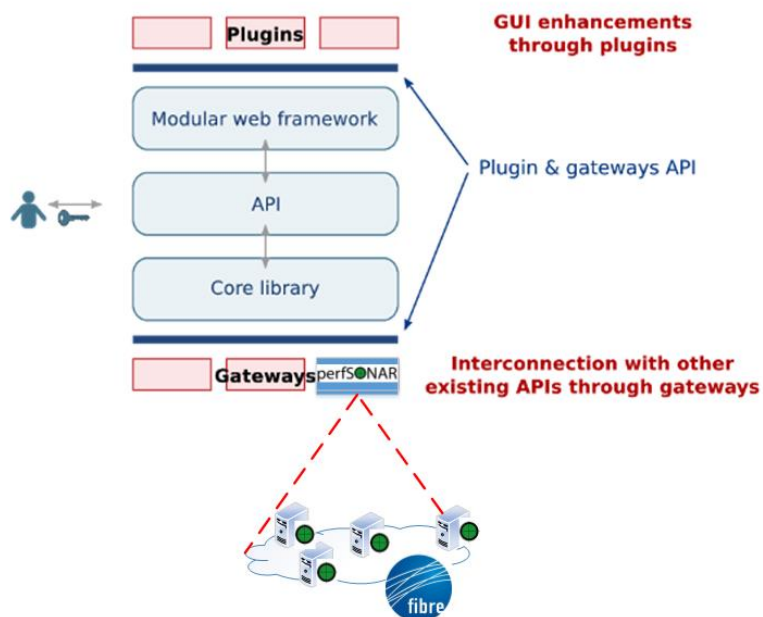 Plugins
GUI enhancements
through plugins
Modular web framework
Plugin & gateways API
API
Core library
Gateways
perfSONAR
Interconnection with other
existing APIs through gateways
fibre